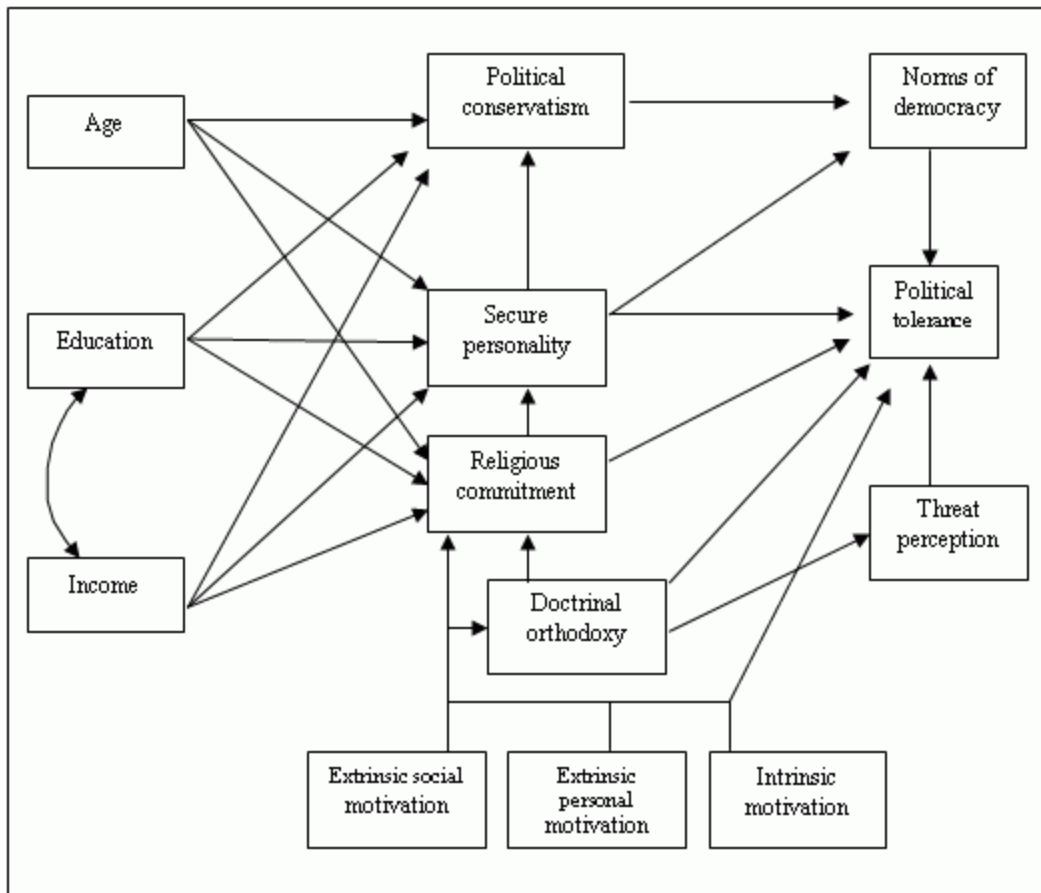 Political
conservatism
Norms of
democracy
Age
Political
tolerance
Secure
personality
Education
Religious
commitment
Threat
perception
Income
Doctrinal
orthodoxy
Extrinsic social
motivation
Extrinsic
personal
motivation
Intrinsic
motivation